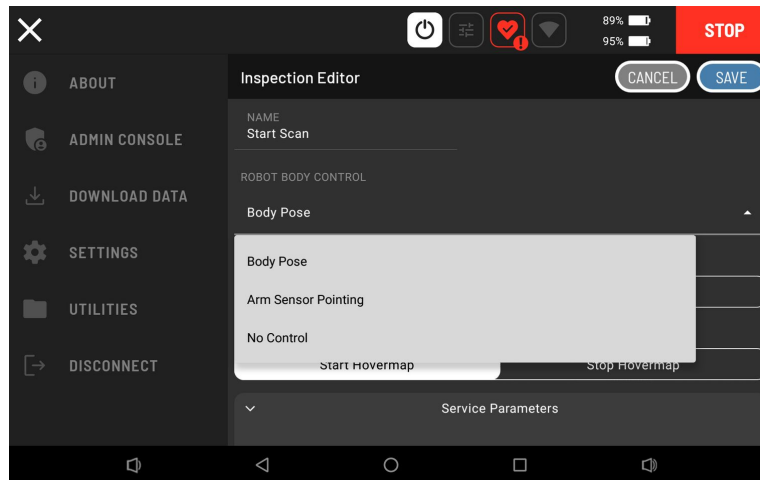 89%
95%
STOP
ABOUT
ADMIN CONSOLE
DOWNLOAD DATA
SETTINGS
UTILITIES
DISCONNECT
Inspection Editor
CANCEL
SAVE
NAME
Start Scan
ROBOT BODY CONTROL
Body Pose
Body Pose
Arm Sensor Pointing
No Control
Start Hovermap
Stop Hovermap
Service Parameters